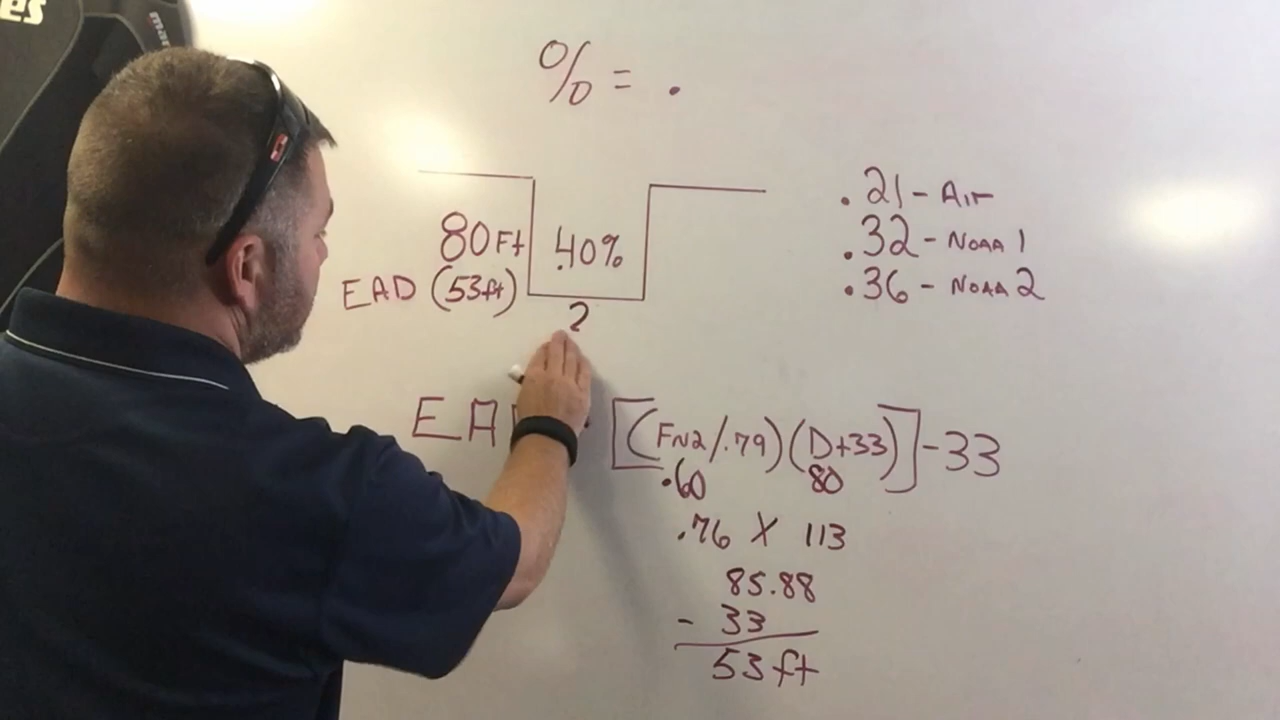 % = .
.21 - Air
.32 - NOAA 1
.36 - NOAA 2
80 Ft
.40%
EAD (53ft)
?
[(FN2/.79)(D+33)]-33
.60 80
.76 X 113
85.88
- 33
53 ft